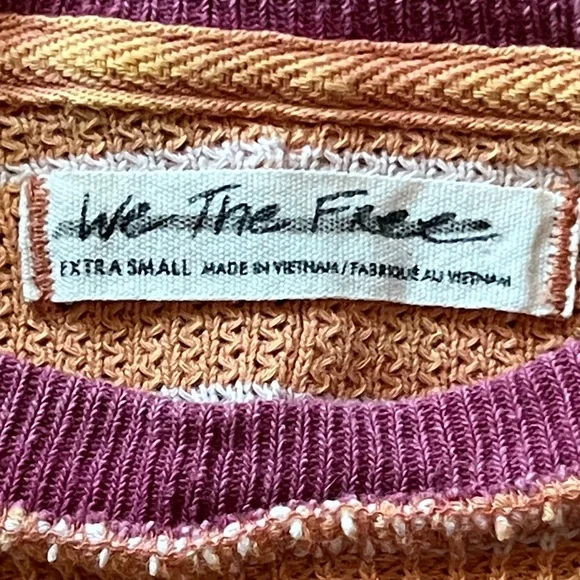 We The Free
EXTRA SMALL MADE IN VIETNAM / FABRIQUÉ AU VIETNAM